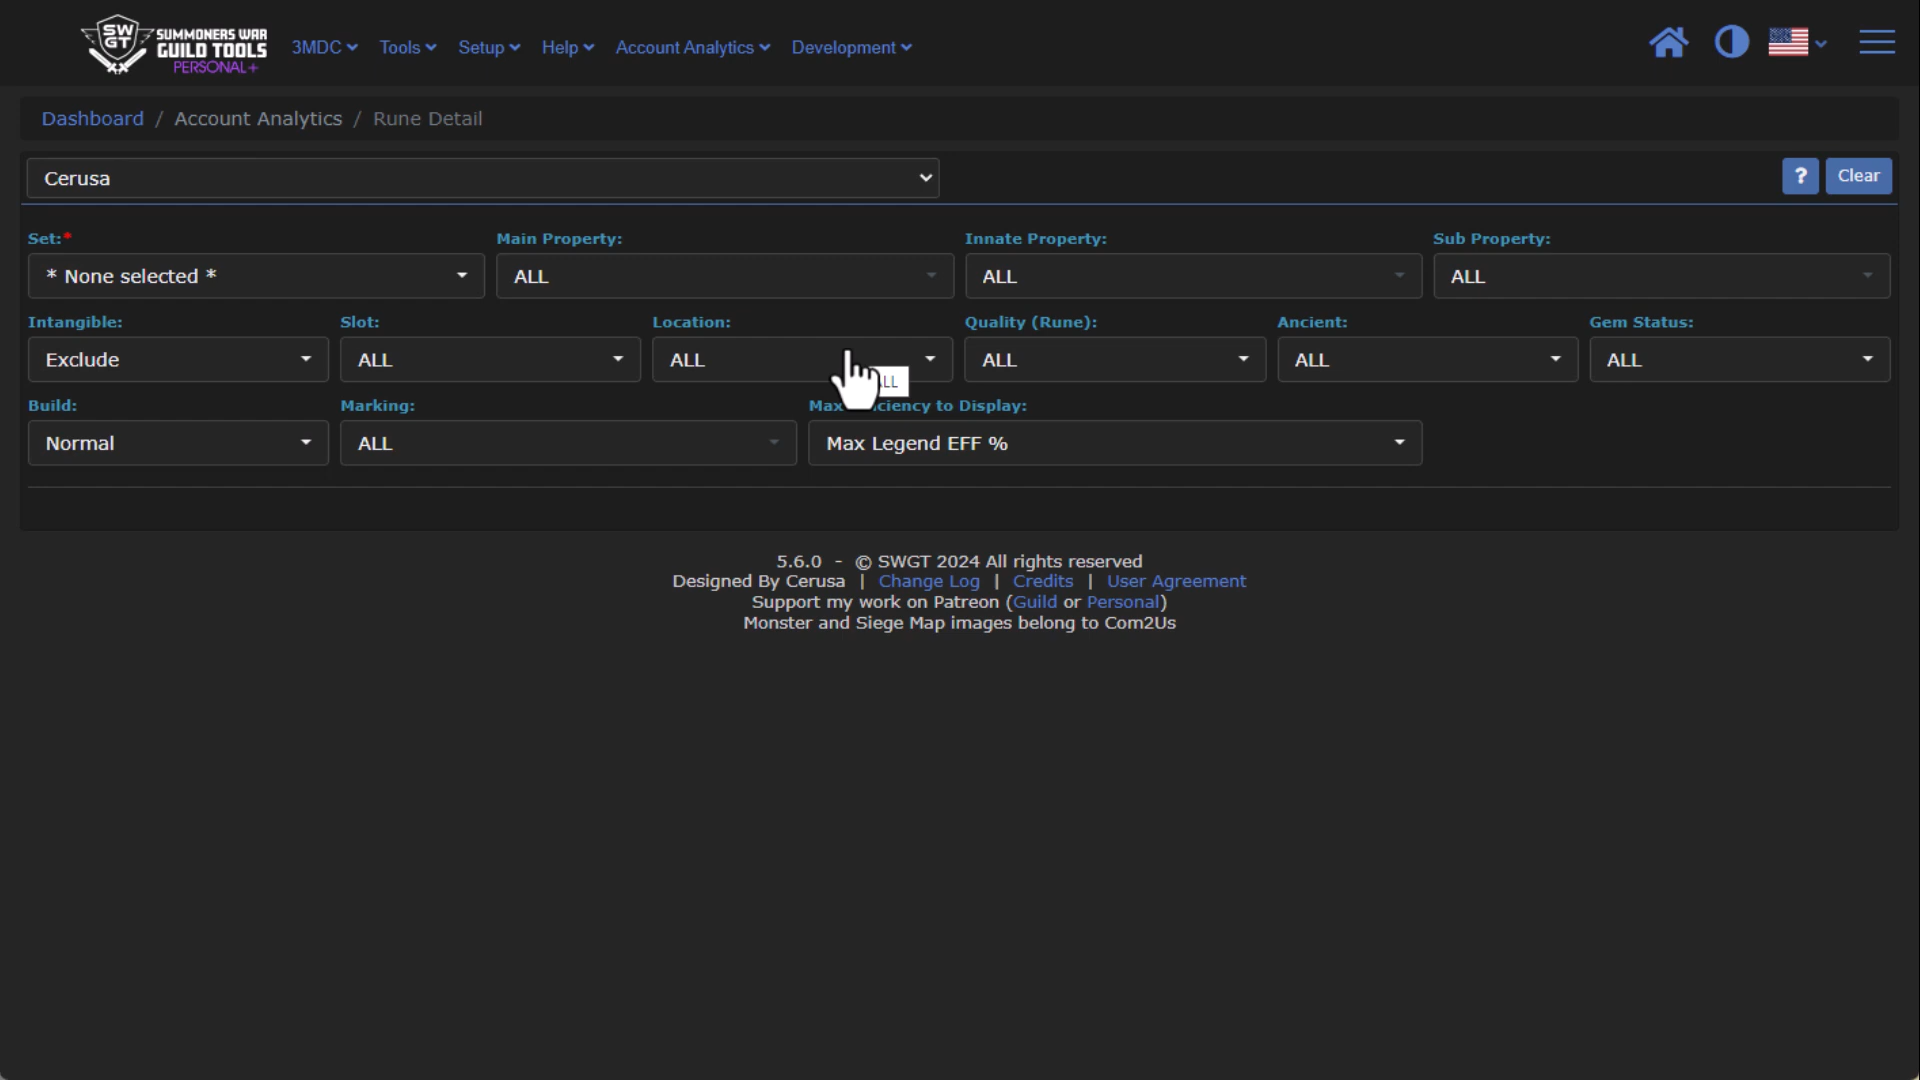 SW
GT
SUMMONERS WAR
GUILD TOOLS
PERSONAL+
3MDC Tools Setup Help Account Analytics Development
Dashboard / Account Analytics / Rune Detail
Cerusa
? Clear
Set:* Main Property: Innate Property: Sub Property:
* None selected * ALL ALL ALL
Intangible: Slot: Location: Quality (Rune): Ancient: Gem Status:
Exclude ALL ALL ALL ALL ALL
Build: Marking: to Display:
Normal ALL Max Legend EFF %
5.6.0 - © SWGT 2024 All rights reserved
Designed By Cerusa | Change Log | Credits | User Agreement
Support my work on Patreon (Guild or Personal)
Monster and Siege Map images belong to Com2Us